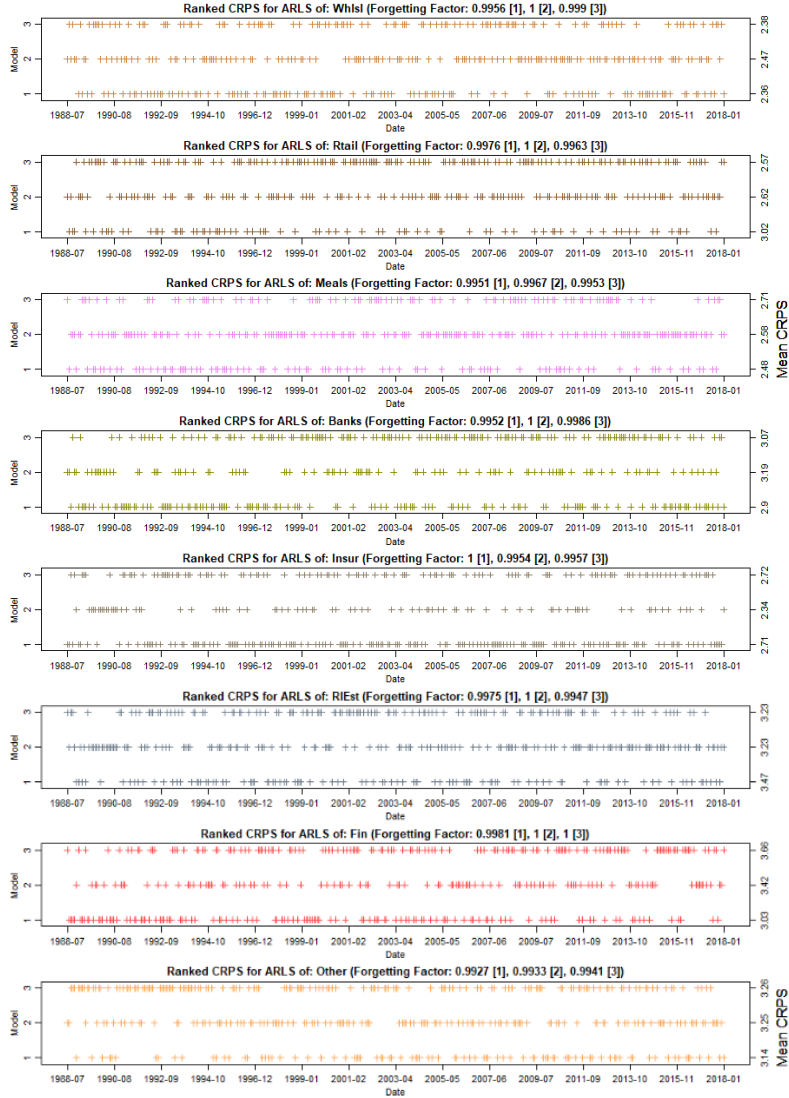 Ranked CRPS for ARLS of: Whlsl (Forgetting Factor: 0.9956 [1], 1 [2], 0.999 [3])
Model
3
2
1
2.38
2.47
2.36
1988-07 1990-08 1992-09 1994-10 1996-12 1999-01 2001-02 2003-04 2005-05 2007-06 2009-07 2011-09 2013-10 2015-11 2018-01
Date
Ranked CRPS for ARLS of: Rtail (Forgetting Factor: 0.9976 [1], 1 [2], 0.9963 [3])
Model
3
2
1
2.57
2.62
3.02
1988-07 1990-08 1992-09 1994-10 1996-12 1999-01 2001-02 2003-04 2005-05 2007-06 2009-07 2011-09 2013-10 2015-11 2018-01
Date
Ranked CRPS for ARLS of: Meals (Forgetting Factor: 0.9951 [1], 0.9967 [2], 0.9953 [3])
Model
3
2
1
2.71
2.58
2.48
Mean CRPS
1988-07 1990-08 1992-09 1994-10 1996-12 1999-01 2001-02 2003-04 2005-05 2007-06 2009-07 2011-09 2013-10 2015-11 2018-01
Date
Ranked CRPS for ARLS of: Banks (Forgetting Factor: 0.9952 [1], 1 [2], 0.9986 [3])
Model
3
2
1
3.07
3.19
2.9
1988-07 1990-08 1992-09 1994-10 1996-12 1999-01 2001-02 2003-04 2005-05 2007-06 2009-07 2011-09 2013-10 2015-11 2018-01
Date
Ranked CRPS for ARLS of: Insur (Forgetting Factor: 1 [1], 0.9954 [2], 0.9957 [3])
Model
3
2
1
2.72
2.34
2.71
1988-07 1990-08 1992-09 1994-10 1996-12 1999-01 2001-02 2003-04 2005-05 2007-06 2009-07 2011-09 2013-10 2015-11 2018-01
Date
Ranked CRPS for ARLS of: RlEst (Forgetting Factor: 0.9975 [1], 1 [2], 0.9947 [3])
Model
3
2
1
3.23
3.23
3.47
1988-07 1990-08 1992-09 1994-10 1996-12 1999-01 2001-02 2003-04 2005-05 2007-06 2009-07 2011-09 2013-10 2015-11 2018-01
Date
Ranked CRPS for ARLS of: Fin (Forgetting Factor: 0.9981 [1], 1 [2], 1 [3])
Model
3
2
1
3.66
3.42
3.03
1988-07 1990-08 1992-09 1994-10 1996-12 1999-01 2001-02 2003-04 2005-05 2007-06 2009-07 2011-09 2013-10 2015-11 2018-01
Date
Ranked CRPS for ARLS of: Other (Forgetting Factor: 0.9927 [1], 0.9933 [2], 0.9941 [3])
Model
3
2
1
3.26
3.25
3.14
Mean CRPS
1988-07 1990-08 1992-09 1994-10 1996-12 1999-01 2001-02 2003-04 2005-05 2007-06 2009-07 2011-09 2013-10 2015-11 2018-01
Date